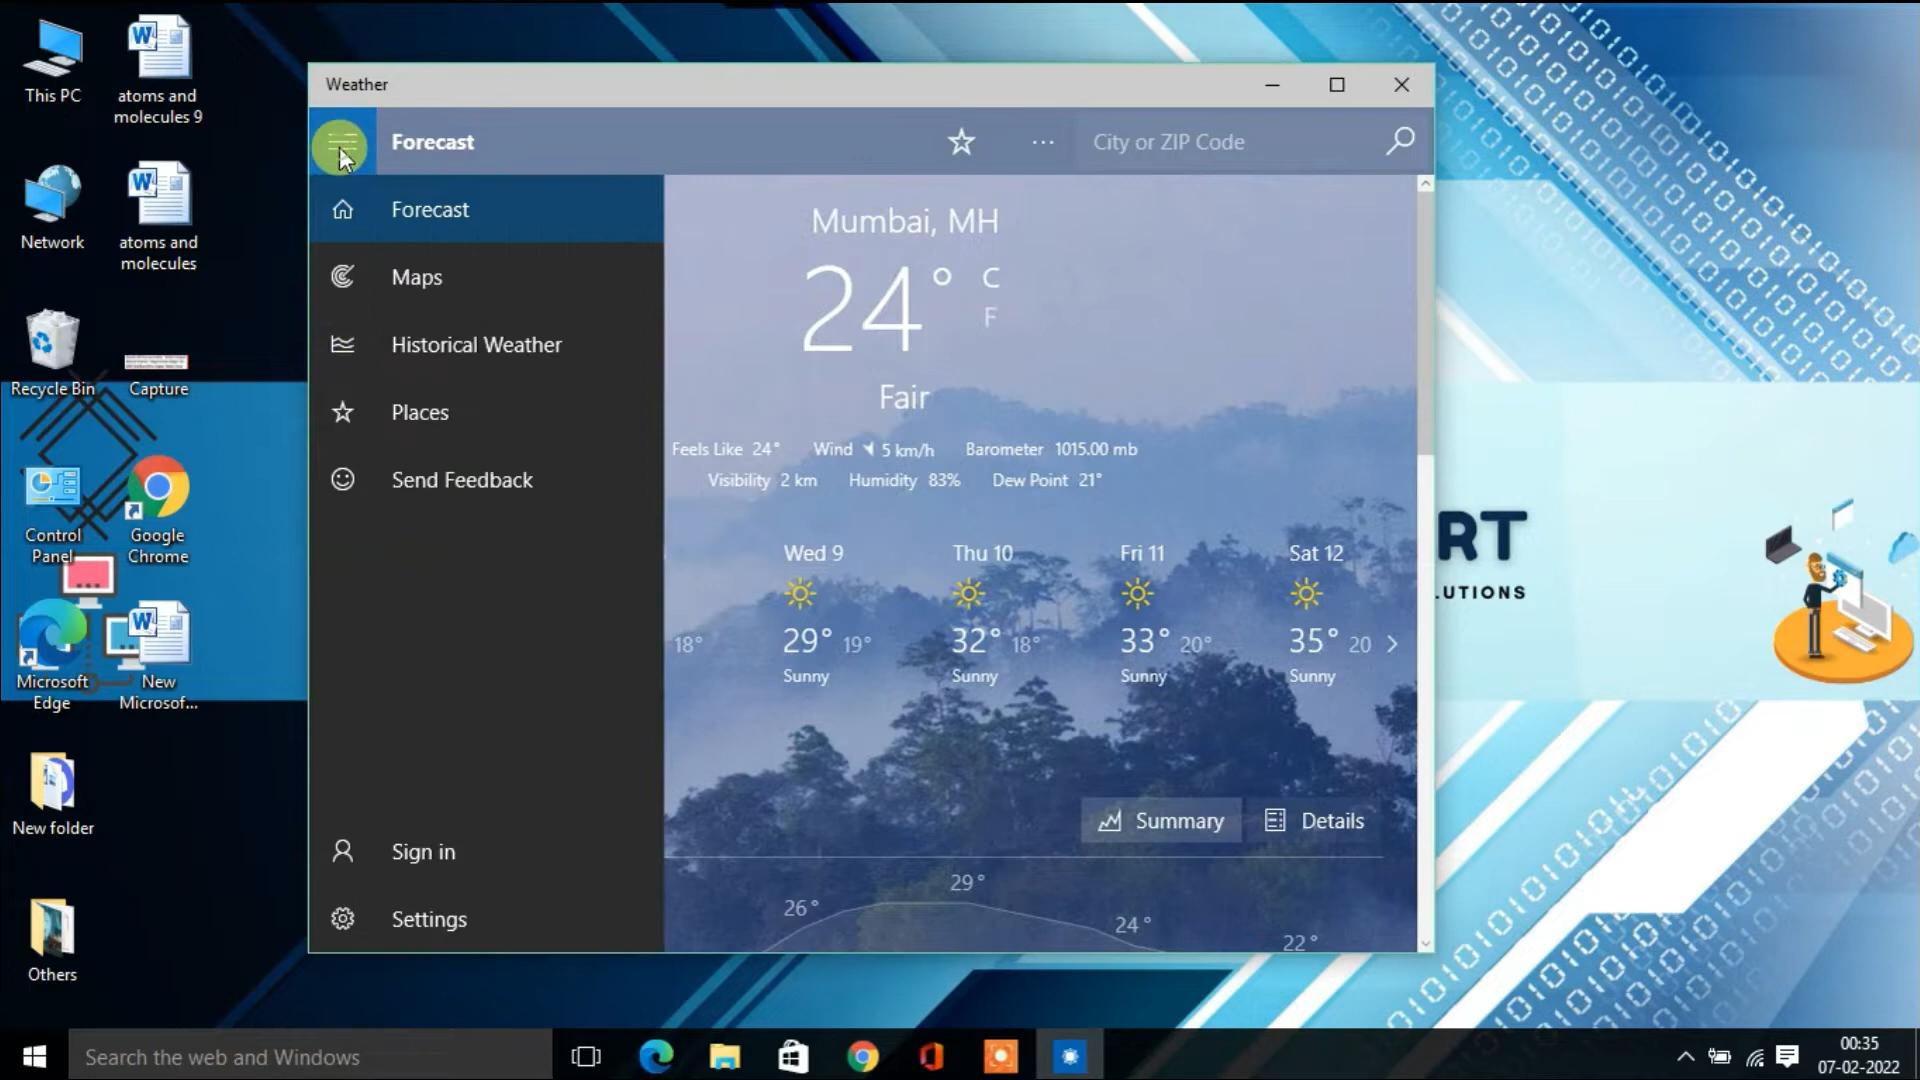 This PC
atoms and
molecules 9
Network
atoms and
molecules
Recycle Bin
Capture
Control
Panel
Google
Chrome
Microsoft
Edge
New
Microsof...
New folder
Others
Weather
Forecast
City or ZIP Code
Forecast
Maps
Historical Weather
Places
Send Feedback
Sign in
Settings
Mumbai, MH
24° C
F
Fair
Feels Like 24° Wind 5 km/h Barometer 1015.00 mb
Visibility 2 km Humidity 83% Dew Point 21°
Wed 9 Thu 10 Fri 11 Sat 12
18° 29° 19° 32° 18° 33° 20° 35° 20
Sunny Sunny Sunny Sunny
Summary Details
26° 29° 24° 22°
RT
LUTIONS
Search the web and Windows
00:35
07-02-2022